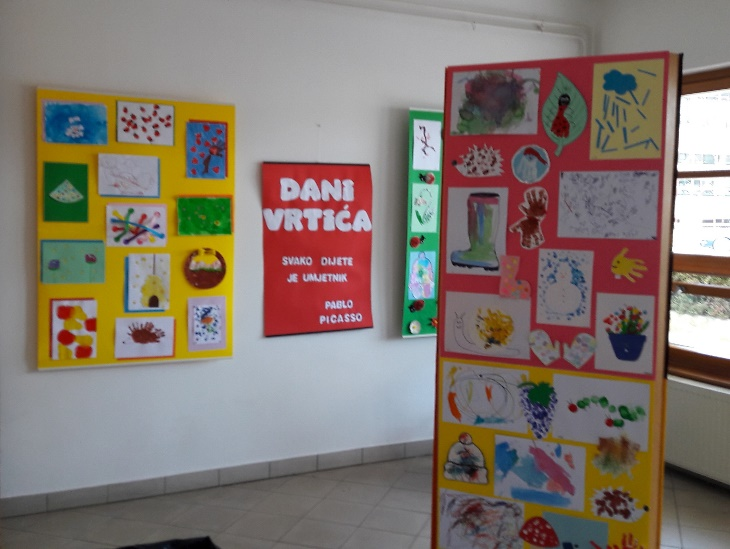 DANI
VRTIĆA
SVAKO DIJETE
JE UMJETNIK
PABLO
PICASSO